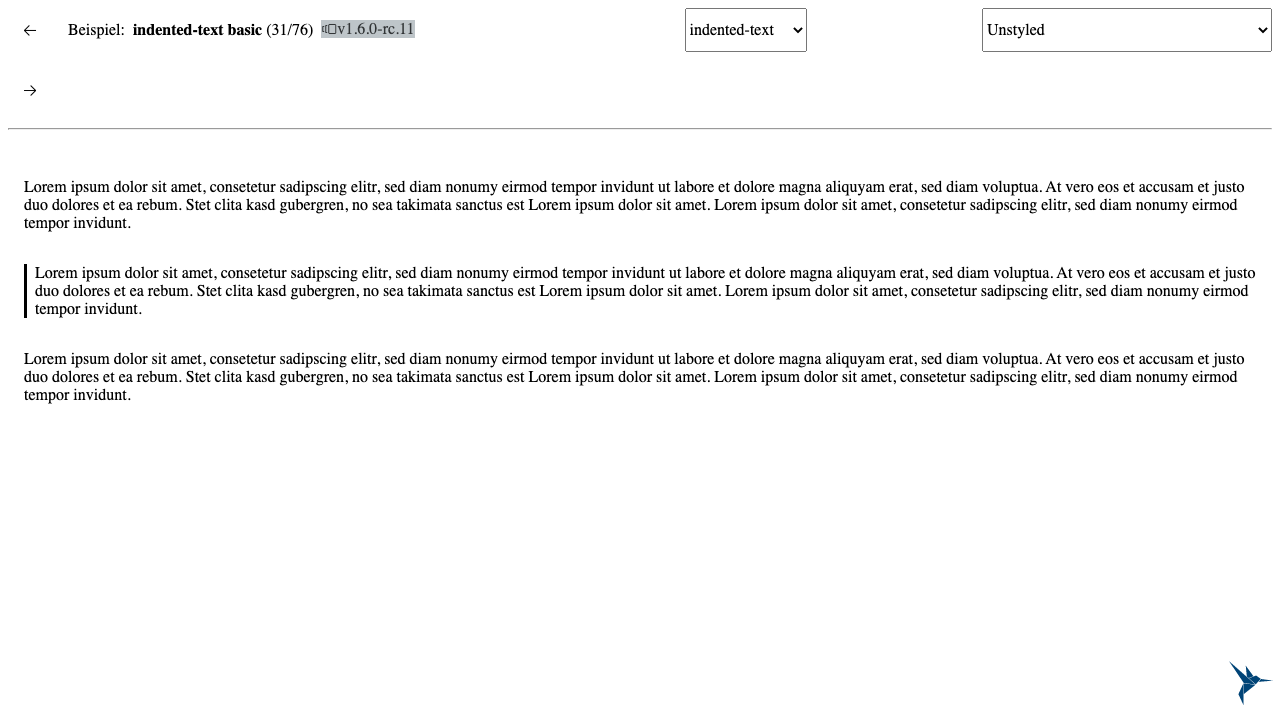 ← Beispiel: indented-text basic (31/76) v1.6.0-rc.11 indented-text Unstyled
→
Lorem ipsum dolor sit amet, consetetur sadipscing elitr, sed diam nonumy eirmod tempor invidunt ut labore et dolore magna aliquyam erat, sed diam voluptua. At vero eos et accusam et justo
duo dolores et ea rebum. Stet clita kasd gubergren, no sea takimata sanctus est Lorem ipsum dolor sit amet. Lorem ipsum dolor sit amet, consetetur sadipscing elitr, sed diam nonumy eirmod
tempor invidunt.
Lorem ipsum dolor sit amet, consetetur sadipscing elitr, sed diam nonumy eirmod tempor invidunt ut labore et dolore magna aliquyam erat, sed diam voluptua. At vero eos et accusam et justo
duo dolores et ea rebum. Stet clita kasd gubergren, no sea takimata sanctus est Lorem ipsum dolor sit amet. Lorem ipsum dolor sit amet, consetetur sadipscing elitr, sed diam nonumy eirmod
tempor invidunt.
Lorem ipsum dolor sit amet, consetetur sadipscing elitr, sed diam nonumy eirmod tempor invidunt ut labore et dolore magna aliquyam erat, sed diam voluptua. At vero eos et accusam et justo
duo dolores et ea rebum. Stet clita kasd gubergren, no sea takimata sanctus est Lorem ipsum dolor sit amet. Lorem ipsum dolor sit amet, consetetur sadipscing elitr, sed diam nonumy eirmod
tempor invidunt.